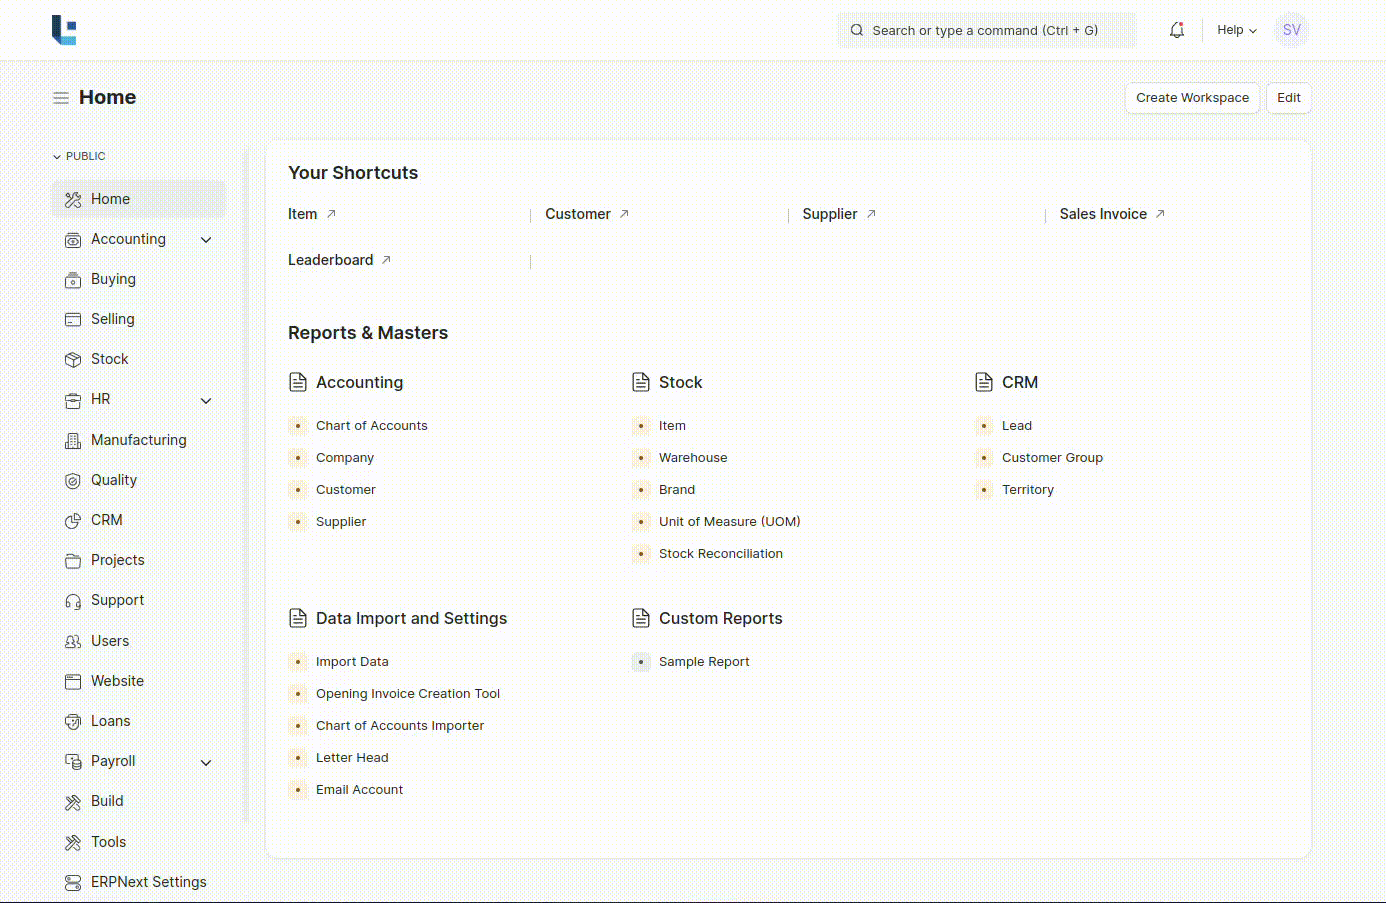 Search or type a command (Ctrl + G)
Help
SV
Home
Create Workspace
Edit
PUBLIC
Home
Accounting
Buying
Selling
Stock
HR
Manufacturing
Quality
CRM
Projects
Support
Users
Website
Loans
Payroll
Build
Tools
ERPNext Settings
Your Shortcuts
Item
Customer
Supplier
Sales Invoice
Leaderboard
Reports & Masters
Accounting
Chart of Accounts
Company
Customer
Supplier
Stock
Item
Warehouse
Brand
Unit of Measure (UOM)
Stock Reconciliation
CRM
Lead
Customer Group
Territory
Data Import and Settings
Import Data
Opening Invoice Creation Tool
Chart of Accounts Importer
Letter Head
Email Account
Custom Reports
Sample Report